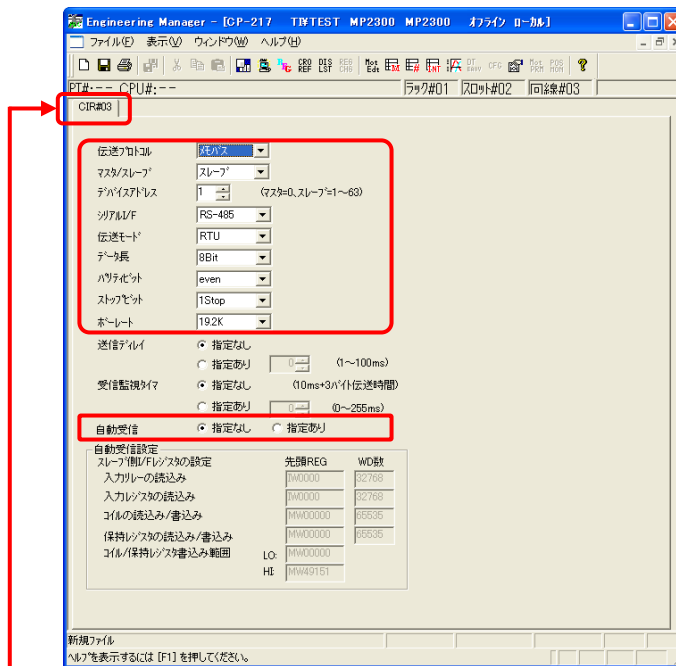 Engineering Manager - [CP-217 TI¥TEST MP2300 MP2300 オフライン ローカル]
ファイル(F) 表示(V) ウィンドウ(W) ヘルプ(H)
PT#:-- CPU#:-- ラック#01 スロット#02 回線#03
CIR#03
伝送プロトコル メモバス
マスタ/スレーブ スレーブ
デバイスアドレス 1 (マスタ=0、スレーブ=1～63)
シリアルI/F RS-485
伝送モード RTU
データ長 8Bit
パリティビット even
ストップビット 1Stop
ボーレート 19.2K
送信ディレイ 指定なし
指定あり 0 (1～100ms)
受信監視タイマ 指定なし (10ms+3バイト伝送時間)
指定あり 0 (0～255ms)
自動受信 指定なし 指定あり
自動受信設定
スレーブ側I/Fレジスタの設定 先頭REG WD数
入力リレーの読込み IW0000 32768
入力レジスタの読込み IW0000 32768
コイルの読込み/書込み MW00000 65535
保持レジスタの読込み/書込み MW00000 65535
コイル/保持レジスタ書込み範囲 LO: MW00000
HI: MW49151
新規ファイル
ヘルプを表示するには [F1] を押してください。